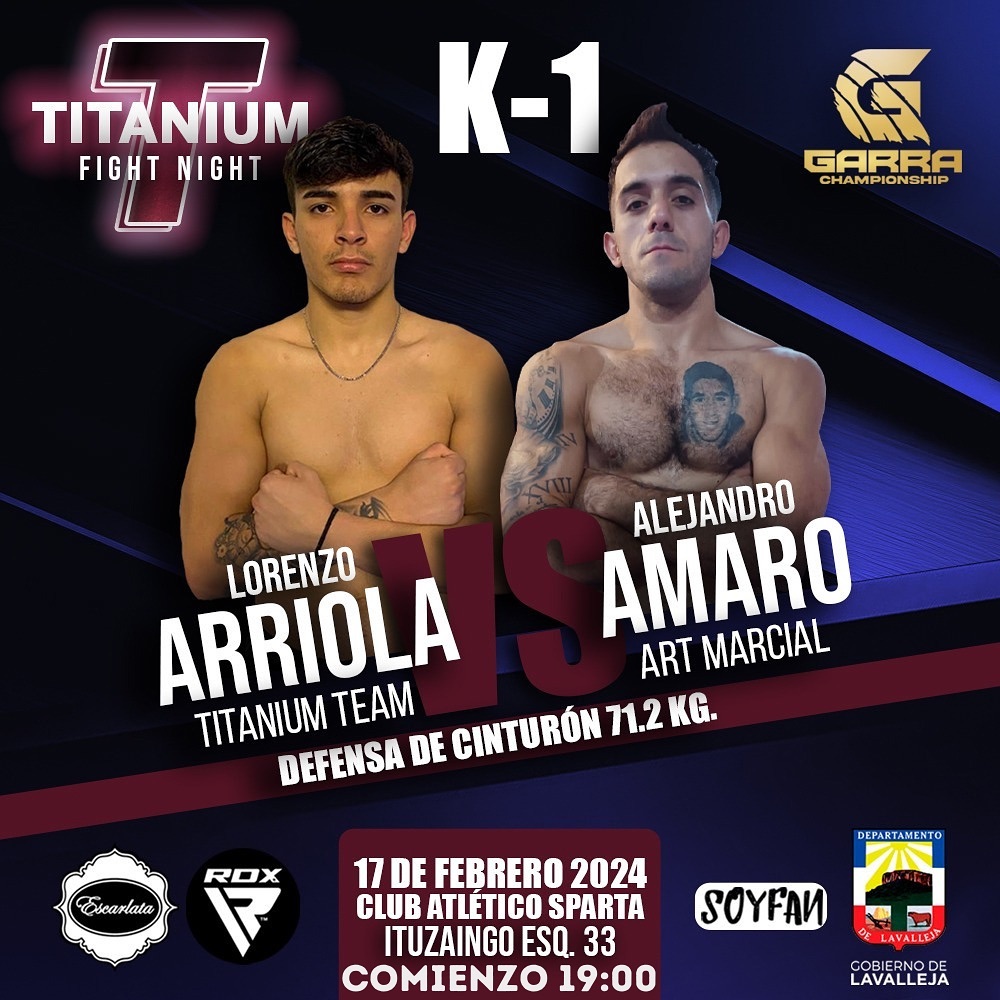 TITANIUM
FIGHT NIGHT
K-1
GARRA
CHAMPIONSHIP
LORENZO
ARRIOLA
TITANIUM TEAM
VS
ALEJANDRO
AMARO
ART MARCIAL
DEFENSA DE CINTURÓN 71.2 KG.
Escarlata
RDX
17 DE FEBRERO 2024
CLUB ATLÉTICO SPARTA
ITUZAINGO ESQ. 33
COMIENZO 19:00
SOYFAN
DEPARTAMENTO
DE LAVALLEJA
GOBIERNO DE
LAVALLEJA